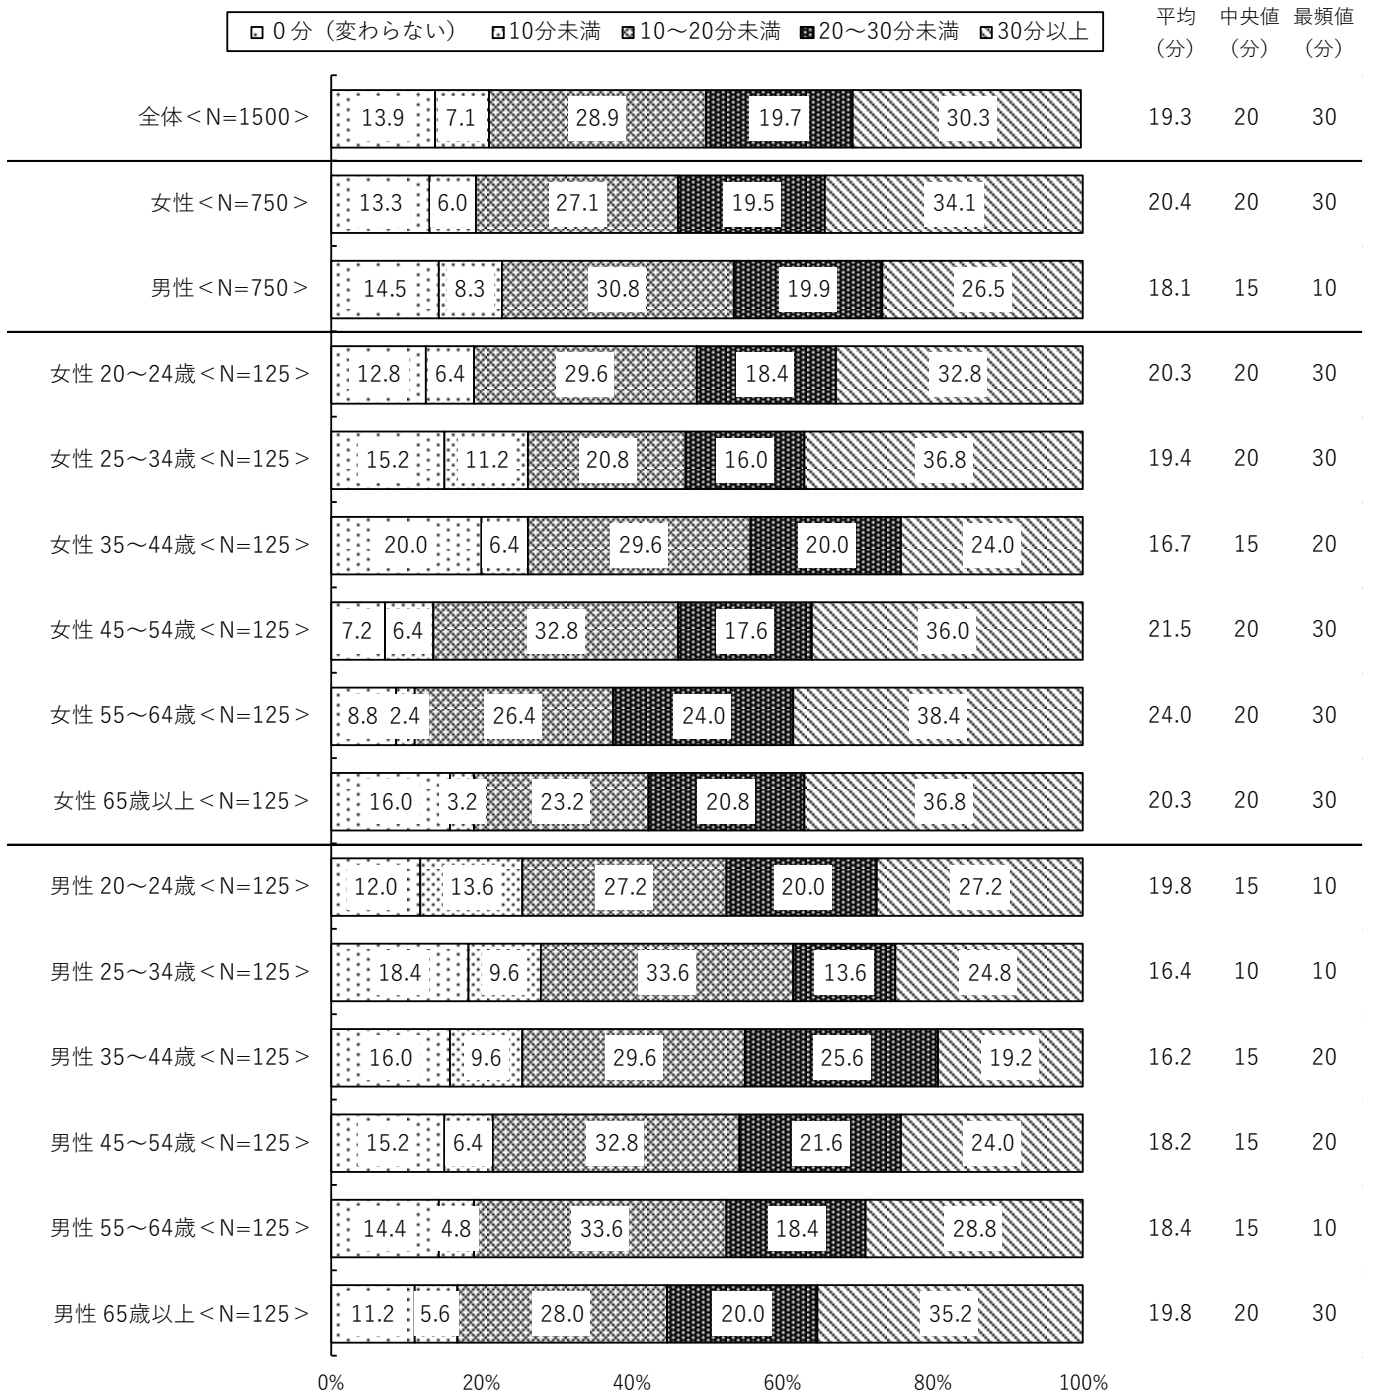 平均 中央値 最頻値
０分（変わらない） 10分未満 10～20分未満 20～30分未満 30分以上 （分） （分） （分）
全体＜N=1500＞ 13.9 7.1 28.9 19.7 30.3 19.3 20 30
女性＜N=750＞ 13.3 6.0 27.1 19.5 34.1 20.4 20 30
男性＜N=750＞ 14.5 8.3 30.8 19.9 26.5 18.1 15 10
女性 20～24歳＜N=125＞ 12.8 6.4 29.6 18.4 32.8 20.3 20 30
女性 25～34歳＜N=125＞ 15.2 11.2 20.8 16.0 36.8 19.4 20 30
女性 35～44歳＜N=125＞ 20.0 6.4 29.6 20.0 24.0 16.7 15 20
女性 45～54歳＜N=125＞ 7.2 6.4 32.8 17.6 36.0 21.5 20 30
女性 55～64歳＜N=125＞ 8.8 2.4 26.4 24.0 38.4 24.0 20 30
女性 65歳以上＜N=125＞ 16.0 3.2 23.2 20.8 36.8 20.3 20 30
男性 20～24歳＜N=125＞ 12.0 13.6 27.2 20.0 27.2 19.8 15 10
男性 25～34歳＜N=125＞ 18.4 9.6 33.6 13.6 24.8 16.4 10 10
男性 35～44歳＜N=125＞ 16.0 9.6 29.6 25.6 19.2 16.2 15 20
男性 45～54歳＜N=125＞ 15.2 6.4 32.8 21.6 24.0 18.2 15 20
男性 55～64歳＜N=125＞ 14.4 4.8 33.6 18.4 28.8 18.4 15 10
男性 65歳以上＜N=125＞ 11.2 5.6 28.0 20.0 35.2 19.8 20 30
0% 20% 40% 60% 80% 100%